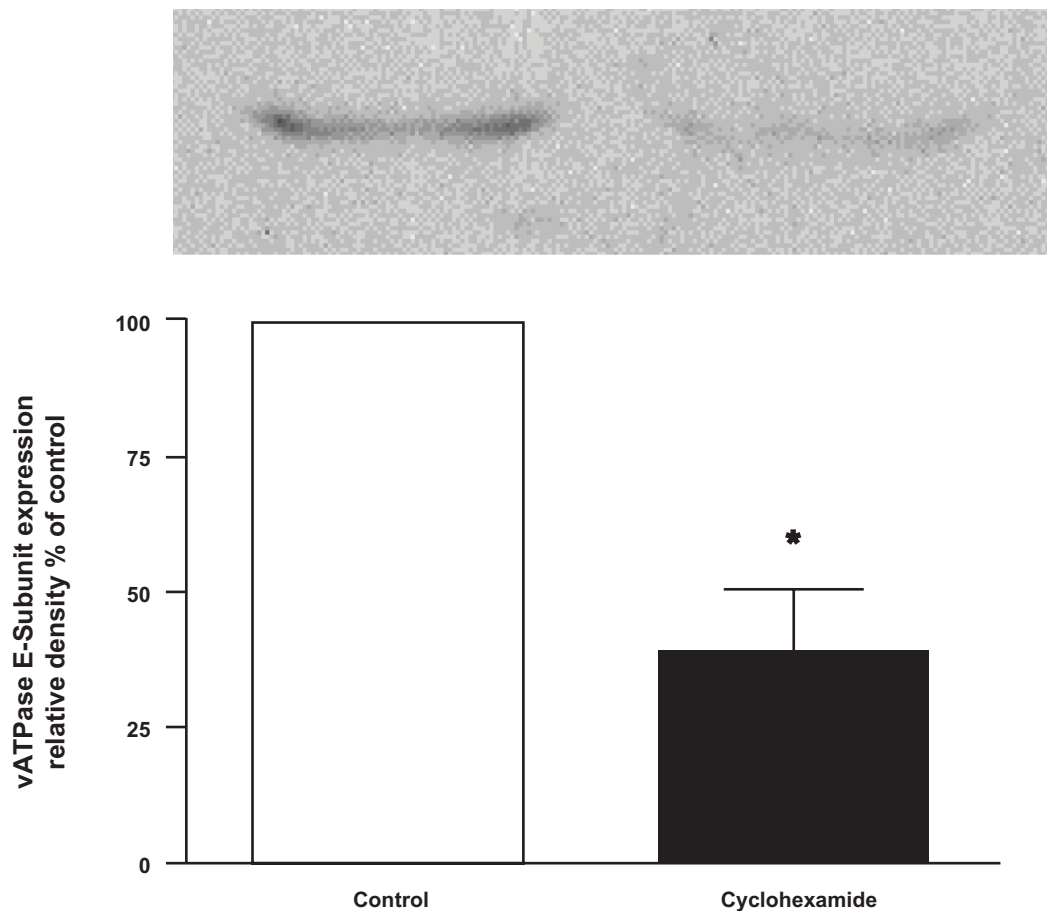 vATPase E-Subunit expression
relative density % of control
100
75
50
25
0
*
Control
Cyclohexamide